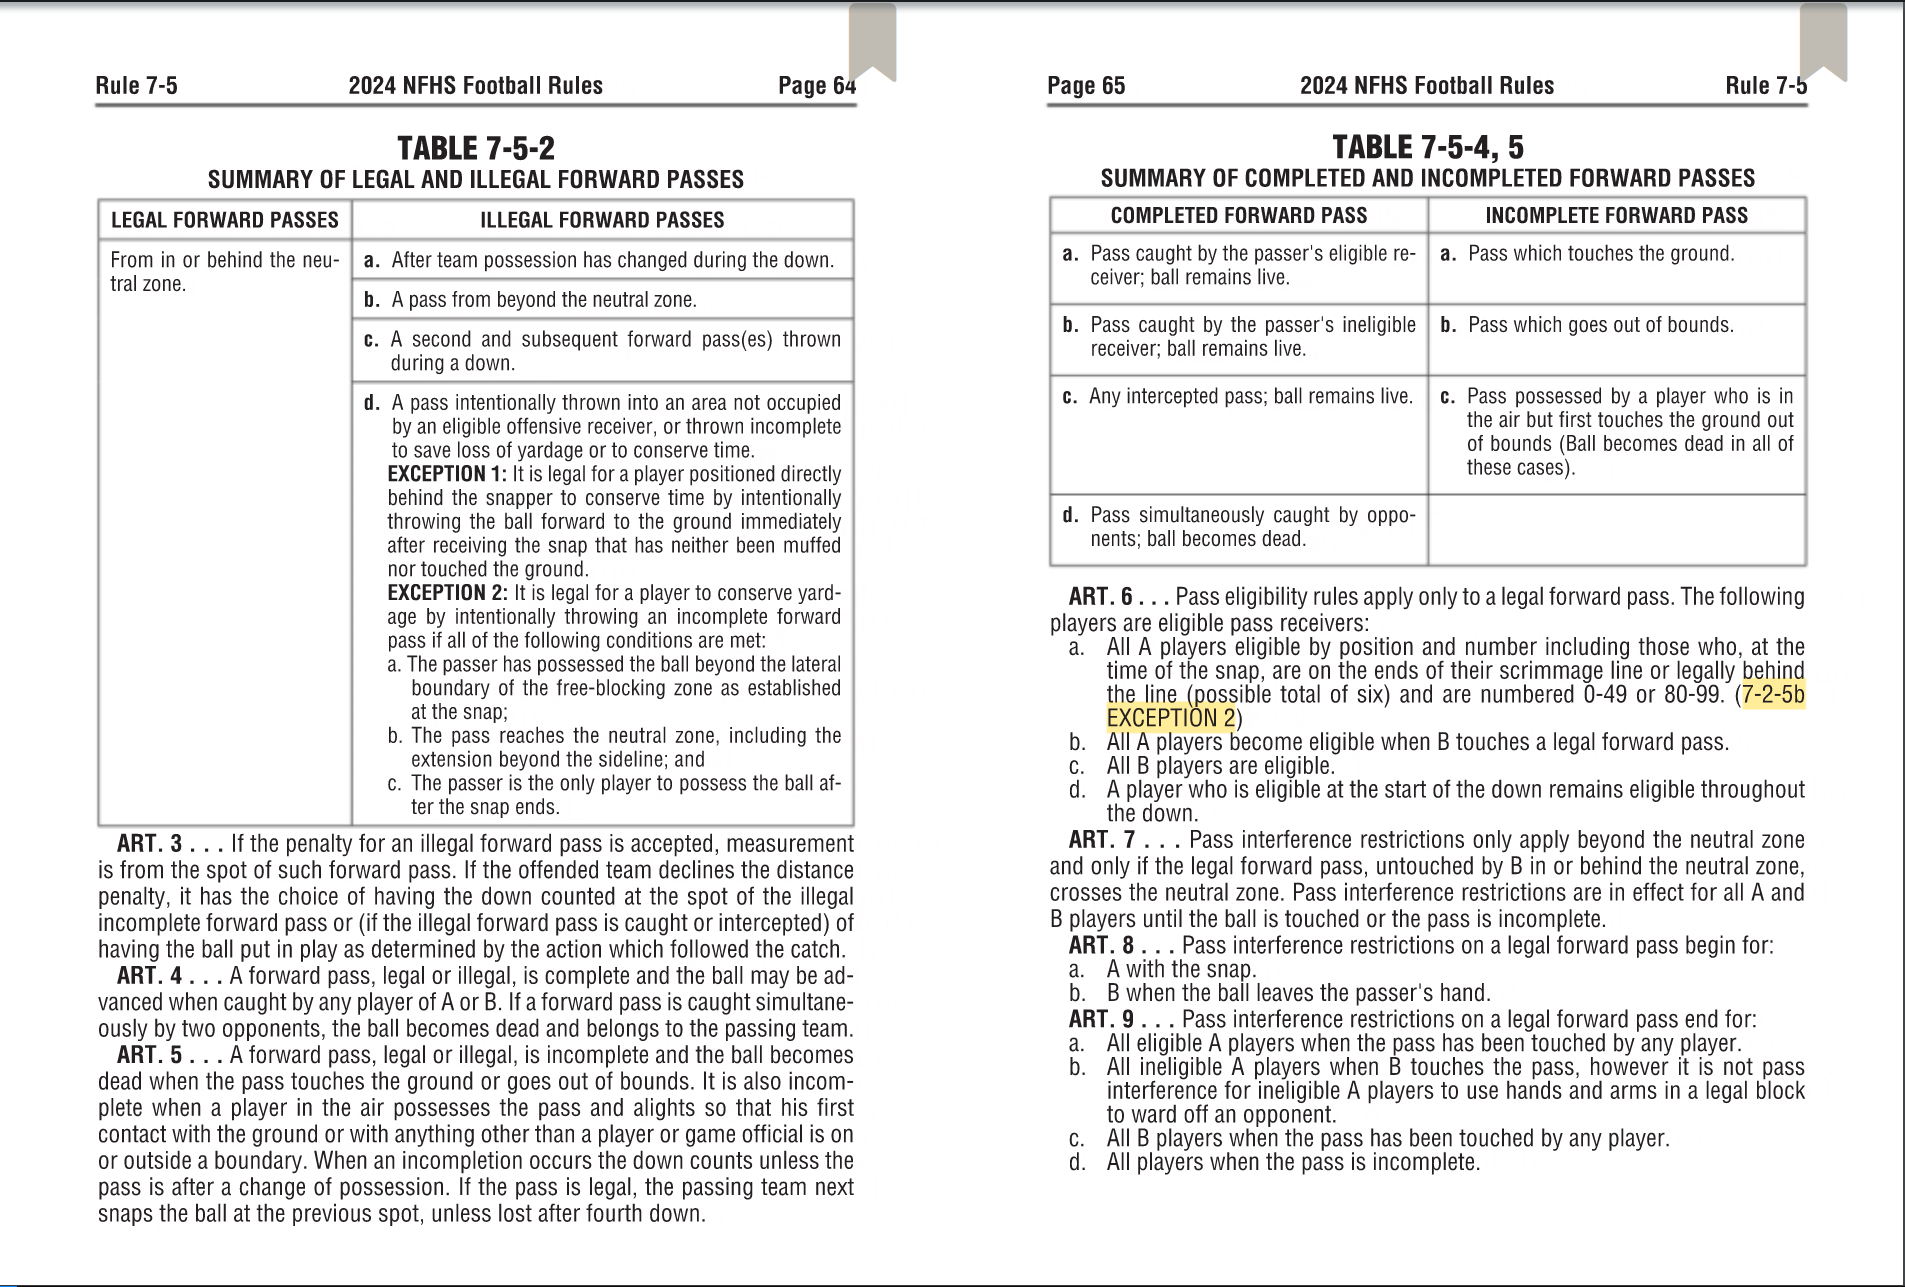 Rule 7-5 2024 NFHS Football Rules Page 64
TABLE 7-5-2
SUMMARY OF LEGAL AND ILLEGAL FORWARD PASSES
LEGAL FORWARD PASSES
From in or behind the neu-
tral zone.
ILLEGAL FORWARD PASSES
a. After team possession has changed during the down.
b. A pass from beyond the neutral zone.
c. A second and subsequent forward pass(es) thrown
during a down.
d. A pass intentionally thrown into an area not occupied
by an eligible offensive receiver, or thrown incomplete
to save loss of yardage or to conserve time.
EXCEPTION 1: It is legal for a player positioned directly
behind the snapper to conserve time by intentionally
throwing the ball forward to the ground immediately
after receiving the snap that has neither been muffed
nor touched the ground.
EXCEPTION 2: It is legal for a player to conserve yard-
age by intentionally throwing an incomplete forward
pass if all of the following conditions are met:
a. The passer has possessed the ball beyond the lateral
boundary of the free-blocking zone as established
at the snap;
b. The pass reaches the neutral zone, including the
extension beyond the sideline; and
c. The passer is the only player to possess the ball af-
ter the snap ends.
ART. 3 . . . If the penalty for an illegal forward pass is accepted, measurement
is from the spot of such forward pass. If the offended team declines the distance
penalty, it has the choice of having the down counted at the spot of the illegal
incomplete forward pass or (if the illegal forward pass is caught or intercepted) of
having the ball put in play as determined by the action which followed the catch.
ART. 4 . . . A forward pass, legal or illegal, is complete and the ball may be ad-
vanced when caught by any player of A or B. If a forward pass is caught simultane-
ously by two opponents, the ball becomes dead and belongs to the passing team.
ART. 5 . . . A forward pass, legal or illegal, is incomplete and the ball becomes
dead when the pass touches the ground or goes out of bounds. It is also incom-
plete when a player in the air possesses the pass and alights so that his first
contact with the ground or with anything other than a player or game official is on
or outside a boundary. When an incompletion occurs the down counts unless the
pass is after a change of possession. If the pass is legal, the passing team next
snaps the ball at the previous spot, unless lost after fourth down.
Page 65 2024 NFHS Football Rules Rule 7-5
TABLE 7-5-4, 5
SUMMARY OF COMPLETED AND INCOMPLETED FORWARD PASSES
COMPLETED FORWARD PASS
INCOMPLETE FORWARD PASS
a. Pass caught by the passer's eligible re-
ceiver; ball remains live.
a. Pass which touches the ground.
b. Pass caught by the passer's ineligible
receiver; ball remains live.
b. Pass which goes out of bounds.
c. Any intercepted pass; ball remains live.
c. Pass possessed by a player who is in
the air but first touches the ground out
of bounds (Ball becomes dead in all of
these cases).
d. Pass simultaneously caught by oppo-
nents; ball becomes dead.
ART. 6 . . . Pass eligibility rules apply only to a legal forward pass. The following
players are eligible pass receivers:
a. All A players eligible by position and number including those who, at the
time of the snap, are on the ends of their scrimmage line or legally behind
the line (possible total of six) and are numbered 0-49 or 80-99. (7-2-5b
EXCEPTION 2)
b. All A players become eligible when B touches a legal forward pass.
c. All B players are eligible.
d. A player who is eligible at the start of the down remains eligible throughout
the down.
ART. 7 . . . Pass interference restrictions only apply beyond the neutral zone
and only if the legal forward pass, untouched by B in or behind the neutral zone,
crosses the neutral zone. Pass interference restrictions are in effect for all A and
B players until the ball is touched or the pass is incomplete.
ART. 8 . . . Pass interference restrictions on a legal forward pass begin for:
a. A with the snap.
b. B when the ball leaves the passer's hand.
ART. 9 . . . Pass interference restrictions on a legal forward pass end for:
a. All eligible A players when the pass has been touched by any player.
b. All ineligible A players when B touches the pass, however it is not pass
interference for ineligible A players to use hands and arms in a legal block
to ward off an opponent.
c. All B players when the pass has been touched by any player.
d. All players when the pass is incomplete.